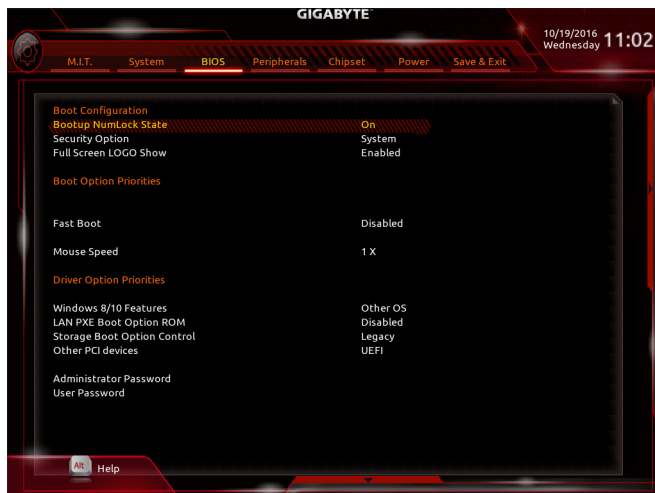 GIGABYTE™
10/19/2016 Wednesday 11:02
M.I.T. System BIOS Peripherals Chipset Power Save & Exit
Boot Configuration
Bootup NumLock State On
Security Option System
Full Screen LOGO Show Enabled
Boot Option Priorities
Fast Boot Disabled
Mouse Speed 1 X
Driver Option Priorities
Windows 8/10 Features Other OS
LAN PXE Boot Option ROM Disabled
Storage Boot Option Control Legacy
Other PCI devices UEFI
Administrator Password
User Password
Alt Help